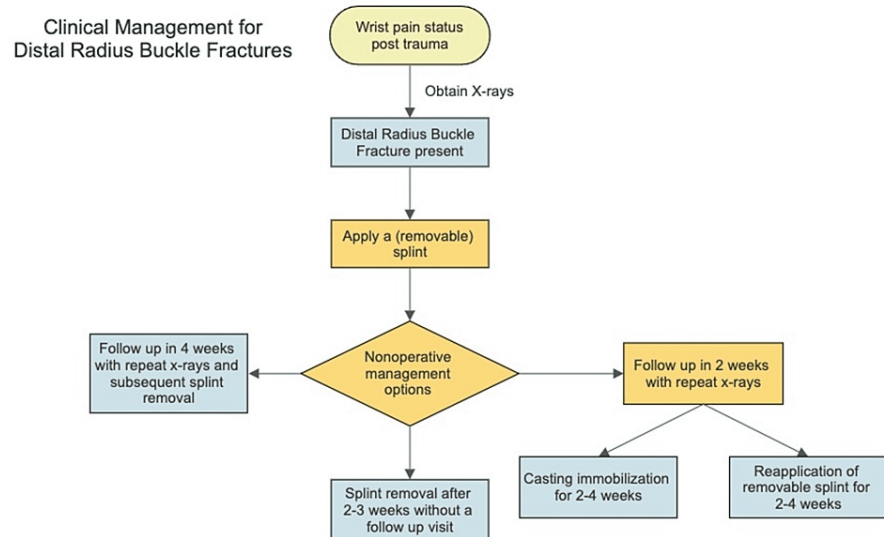 Clinical Management for
Distal Radius Buckle Fractures
Wrist pain status
post trauma
Obtain X-rays
Distal Radius Buckle
Fracture present
Apply a (removable)
splint
Nonoperative
management
options
Follow up in 4 weeks
with repeat x-rays and
subsequent splint
removal
Follow up in 2 weeks
with repeat x-rays
Splint removal after
2-3 weeks without a
follow up visit
Casting immobilization
for 2-4 weeks
Reapplication of
removable splint for
2-4 weeks